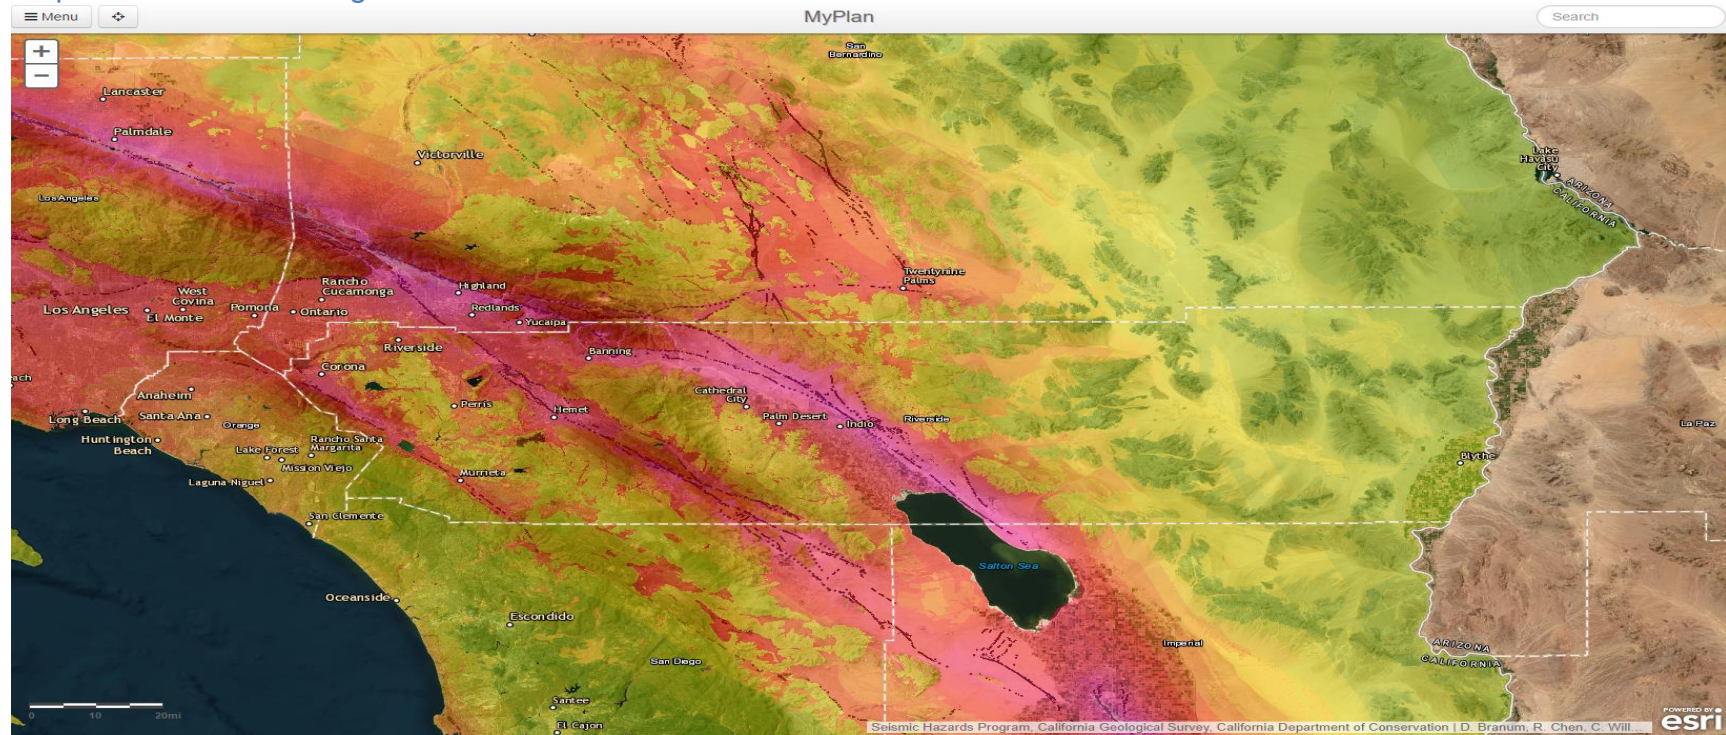 Menu
MyPlan
Search
+
−
San
Bernardino
Lancaster
Palmdale
Victorville
Lake
Havasu
City
ARIZONA
CALIFORNIA
Los Angeles
Twentynine
Palms
Rancho
Cucamonga
Highland
West
Covina
Los Angeles
El Monte
Pomona
Ontario
Redlands
Yucaipa
Riverside
Banning
Corona
ach
Anaheim
Cathedral
City
Perris
Hemet
Palm Desert
Indio
Riverside
La Paz
Long Beach
Santa Ana
Orange
Huntington
Beach
Lake Forest
Rancho Santa
Margarita
Mission Viejo
Blythe
Laguna Niguel
Murrieta
San Clemente
Salton Sea
Oceanside
Escondido
Imperial
ARIZONA
CALIFORNIA
San Diego
Santee
El Cajon
0 10 20mi
Seismic Hazards Program, California Geological Survey, California Department of Conservation | D. Branum, R. Chen, C. Will...
POWERED BY
esri